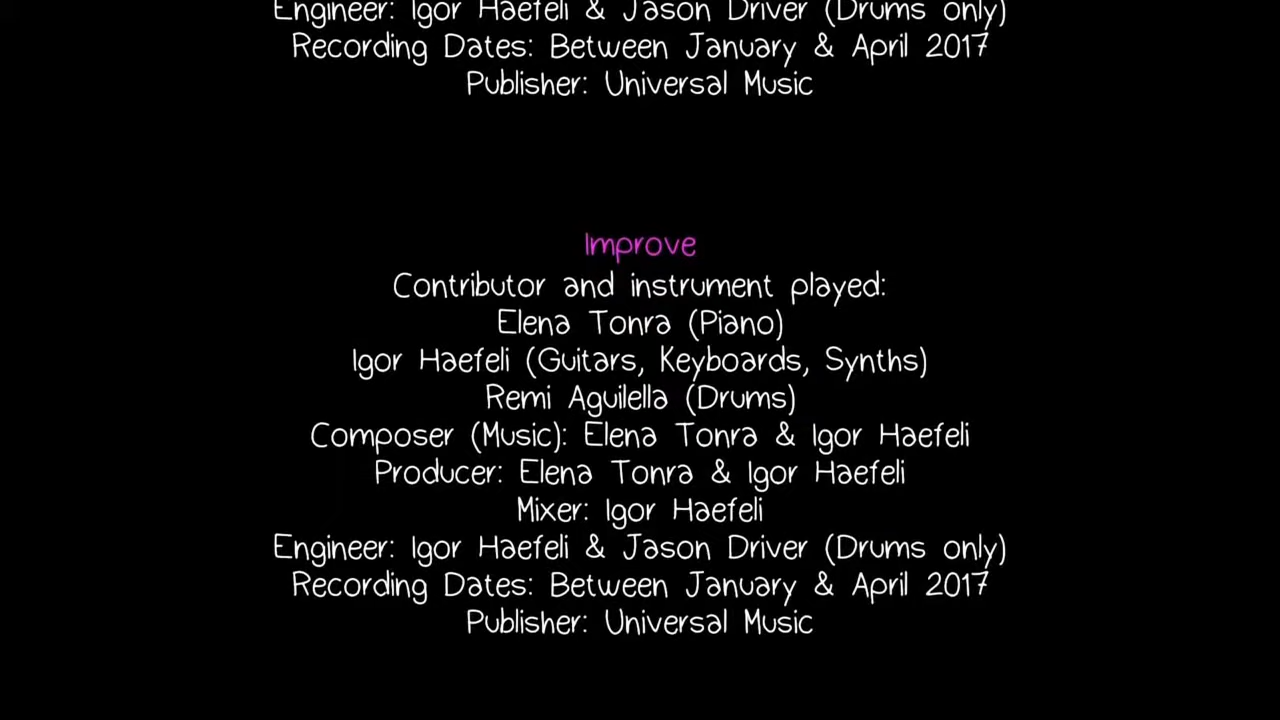 Engineer: Igor Haefeli & Jason Driver (Drums only)
Recording Dates: Between January & April 2017
Publisher: Universal Music
Improve
Contributor and instrument played:
Elena Tonra (Piano)
Igor Haefeli (Guitars, Keyboards, Synths)
Remi Aguilella (Drums)
Composer (Music): Elena Tonra & Igor Haefeli
Producer: Elena Tonra & Igor Haefeli
Mixer: Igor Haefeli
Engineer: Igor Haefeli & Jason Driver (Drums only)
Recording Dates: Between January & April 2017
Publisher: Universal Music